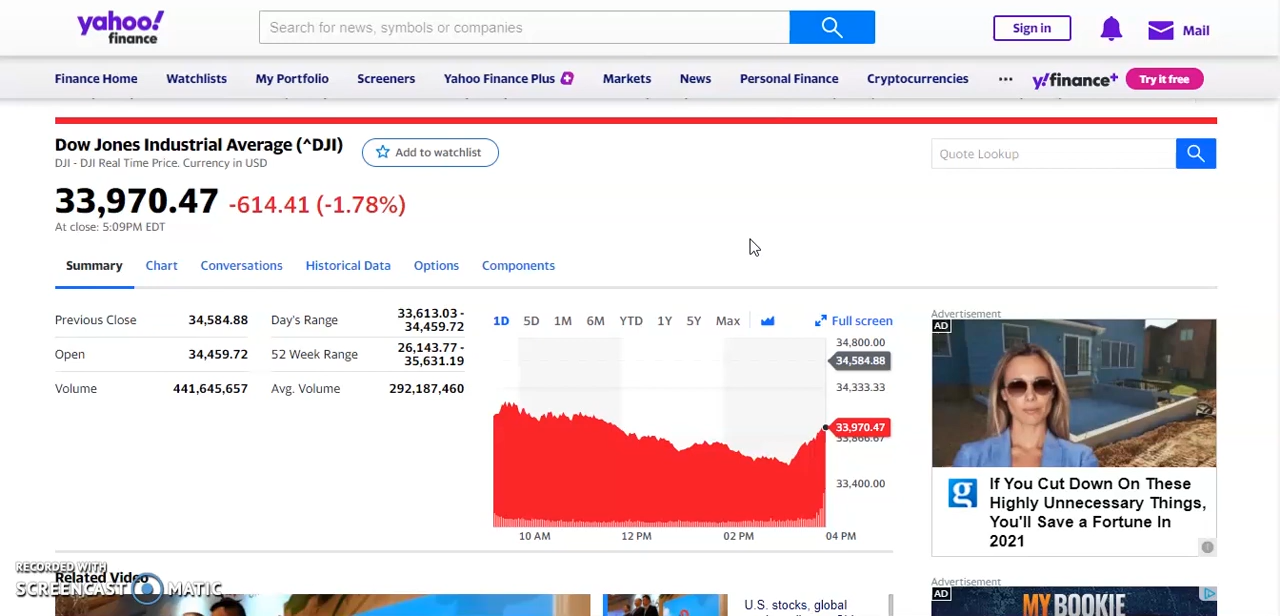 yahoo!
finance
Search for news, symbols or companies
Sign in
Mail
Finance Home
Watchlists
My Portfolio
Screeners
Yahoo Finance Plus
Markets
News
Personal Finance
Cryptocurrencies
...
y!finance+
Try it free
Dow Jones Industrial Average (^DJI)
Add to watchlist
Quote Lookup
DJI - DJI Real Time Price. Currency in USD
33,970.47 -614.41 (-1.78%)
At close: 5:09PM EDT
Summary
Chart
Conversations
Historical Data
Options
Components
Previous Close 34,584.88
Open 34,459.72
Volume 441,645,657
Day's Range 33,613.03 -
34,459.72
52 Week Range 26,143.77 -
35,631.19
Avg. Volume 292,187,460
1D 5D 1M 6M YTD 1Y 5Y Max
Full screen
34,800.00
34,584.88
34,333.33
33,970.47
33,866.67
33,400.00
10 AM 12 PM 02 PM 04 PM
Advertisement
AD
g
If You Cut Down On These
Highly Unnecessary Things,
You'll Save a Fortune In
2021
Advertisement
AD
MY BOOKIE
Related Video
U.S. stocks, global
RECORDED WITH
SCREENCAST MATIC